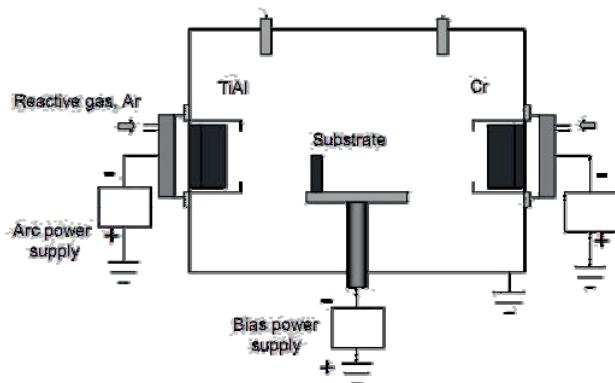 TiAl
Cr
Reactive gas, Ar
Substrate
-
-
Arc power
supply
+
+
-
Bias power
supply
+